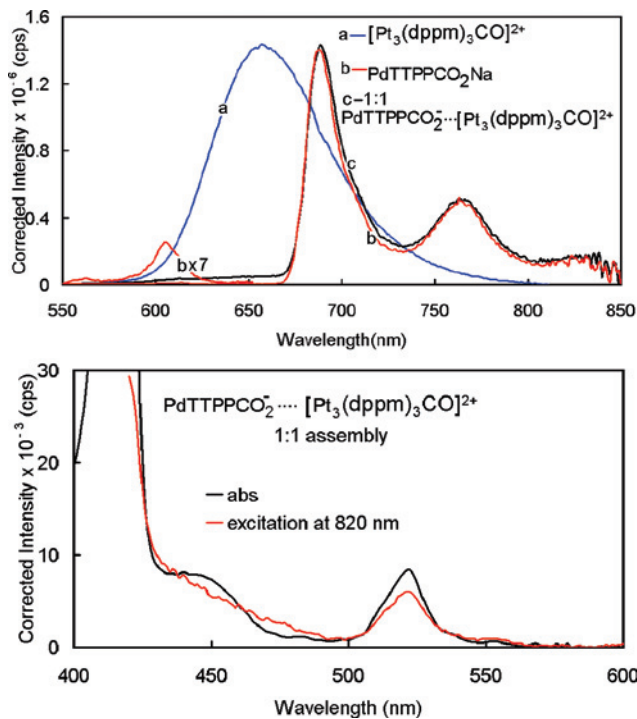 1.6
1.2
0.8
0.4
0
Corrected Intensity x 10⁻⁶ (cps)
a
a–[Pt₃(dppm)₃CO]²⁺
b–PdTTPPCO₂Na
c–1:1
PdTTPPCO₂⁻···[Pt₃(dppm)₃CO]²⁺
c
b
bx7
550 600 650 700 750 800 850
Wavelength(nm)
30
20
10
0
Corrected Intensity x 10⁻³ (cps)
PdTTPPCO₂⁻ ···· [Pt₃(dppm)₃CO]²⁺
1:1 assembly
abs
excitation at 820 nm
400 450 500 550 600
Wavelength (nm)